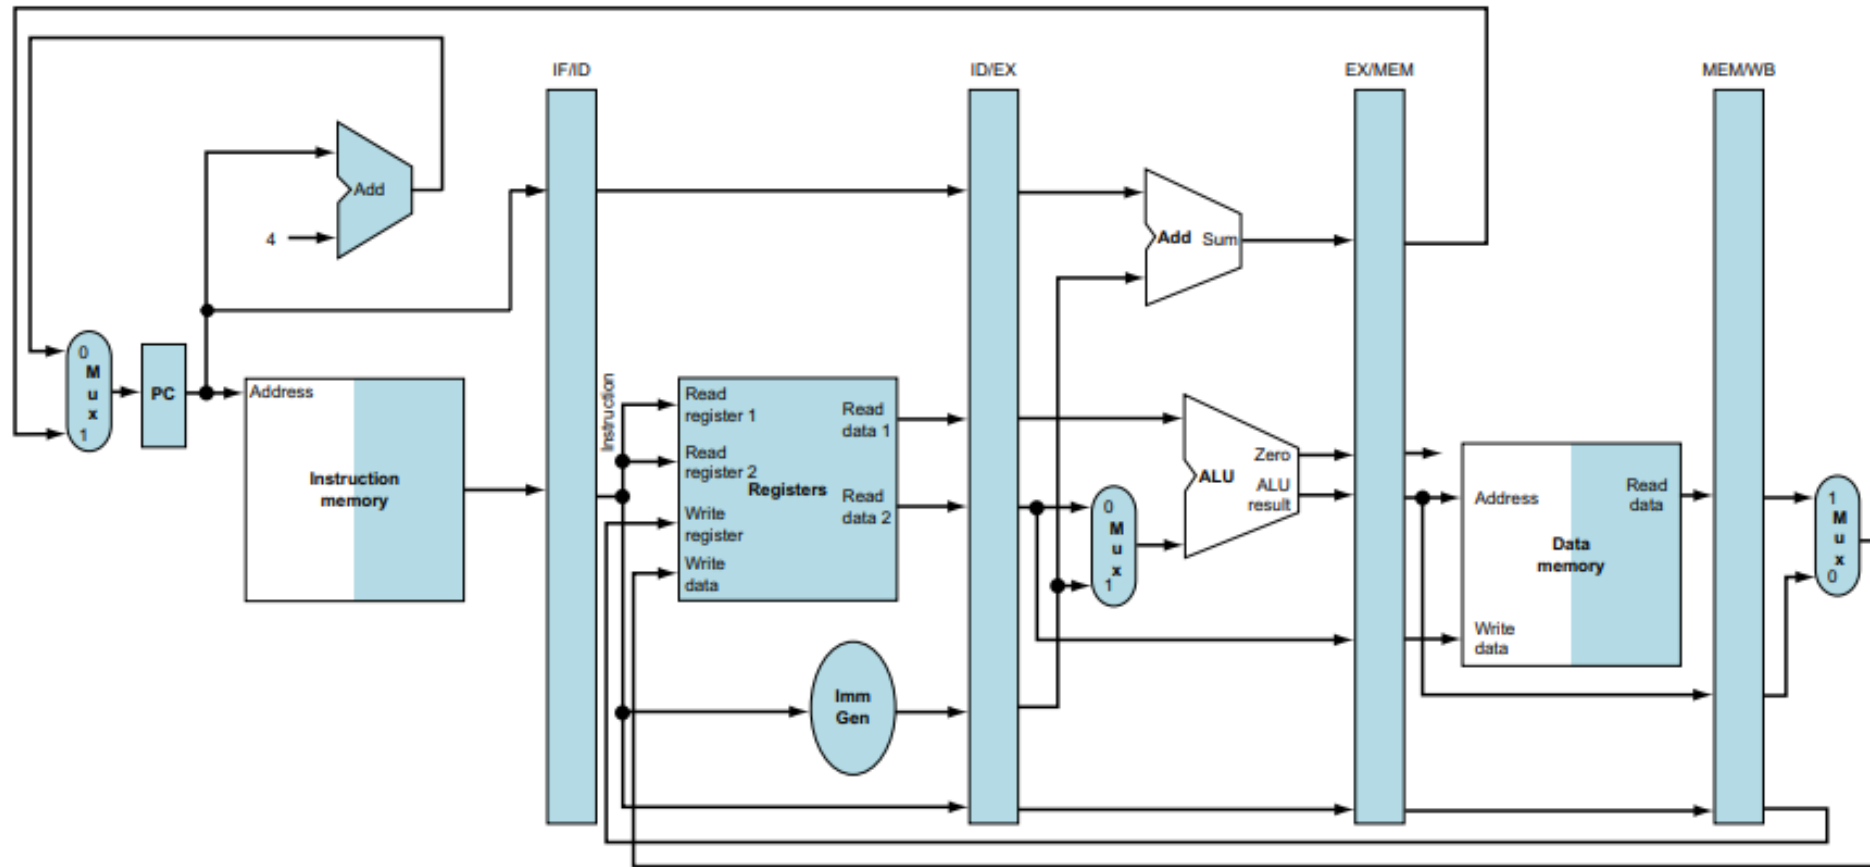 IF/ID
ID/EX
EX/MEM
MEM/WB
Add
4
Add Sum
0
M
u
x
1
PC
Address
Instruction
memory
Instruction
Read
register 1
Read
register 2
Write
register
Write
data
Registers
Read
data 1
Read
data 2
Imm
Gen
0
M
u
x
1
Zero
ALU
ALU
result
Address
Read
data
Data
memory
Write
data
1
M
u
x
0